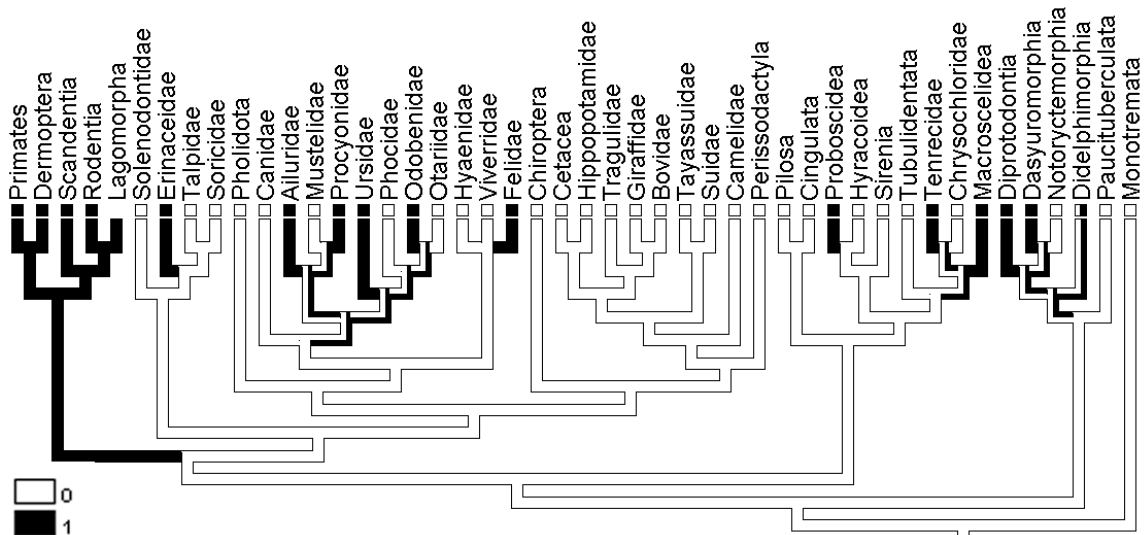 Primates
Dermoptera
Scandentia
Rodentia
Lagomorpha
Solenodontidae
Erinaceidae
Talpidae
Soricidae
Pholidota
Canidae
Ailuridae
Mustelidae
Procyonidae
Ursidae
Phocidae
Odobenidae
Otariidae
Hyaenidae
Viverridae
Felidae
Chiroptera
Cetacea
Hippopotamidae
Tragulidae
Giraffidae
Bovidae
Tayassuidae
Suidae
Camelidae
Perissodactyla
Pilosa
Cingulata
Proboscidea
Hyracoidea
Sirenia
Tubulidentata
Tenrecidae
Chrysochloridae
Macroscelidea
Diprotodontia
Dasyuromorphia
Notoryctemorphia
Didelphimorphia
Paucituberculata
Monotremata
0
1